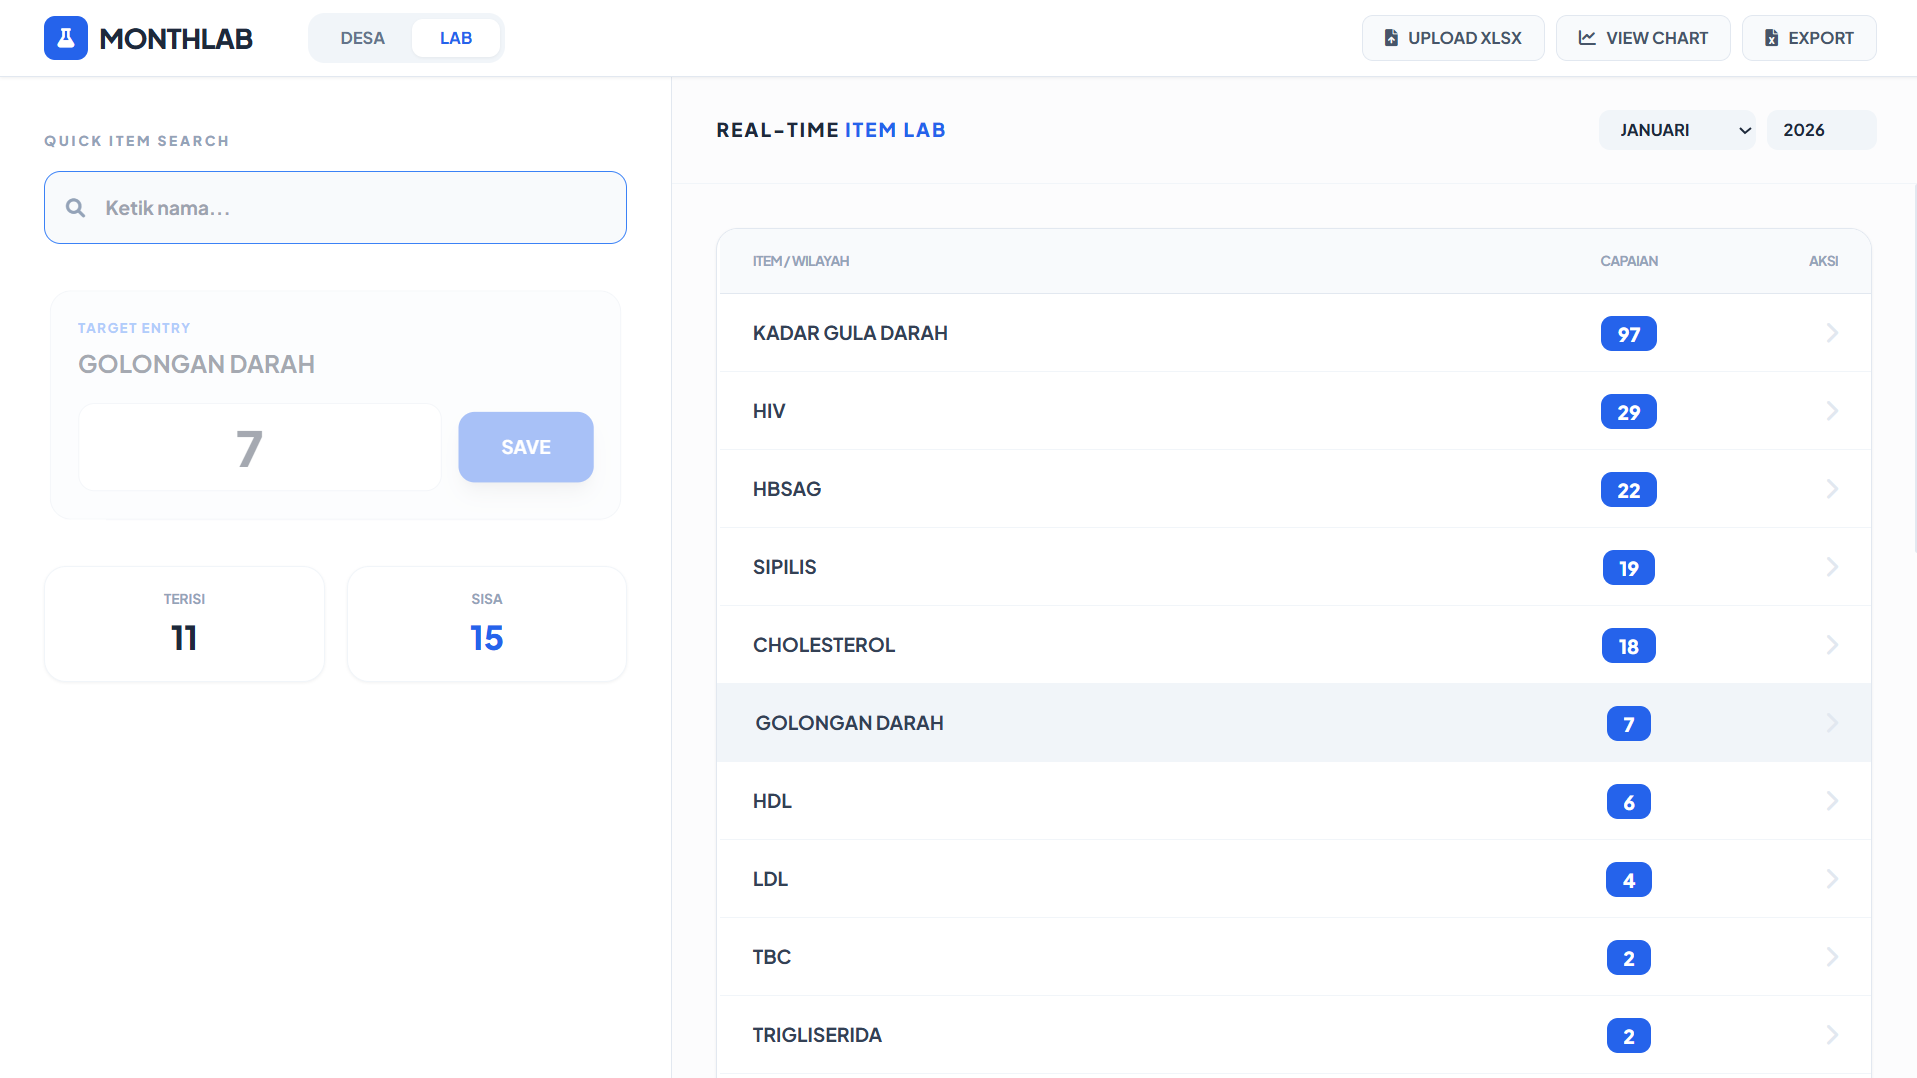 MONTHLAB
DESA
LAB
UPLOAD XLSX
VIEW CHART
EXPORT
QUICK ITEM SEARCH
Ketik nama...
TARGET ENTRY
GOLONGAN DARAH
7
SAVE
TERISI
11
SISA
15
REAL-TIME ITEM LAB
JANUARI
2026
ITEM / WILAYAH CAPAIAN AKSI
KADAR GULA DARAH 97
HIV 29
HBSAG 22
SIPILIS 19
CHOLESTEROL 18
GOLONGAN DARAH 7
HDL 6
LDL 4
TBC 2
TRIGLISERIDA 2